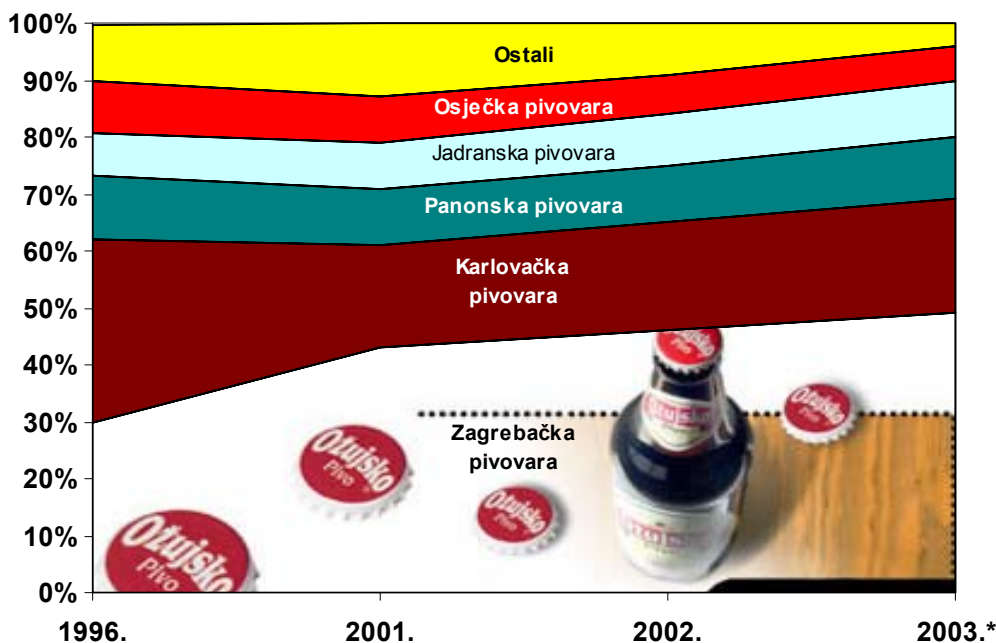 100%
90%
80%
70%
60%
50%
40%
30%
20%
10%
0%
Ostali
Osječka pivovara
Jadranska pivovara
Panonska pivovara
Karlovačka
pivovara
Zagrebačka
pivovara
Ožujsko
Pivo
Ožujsko
Pivo
Ožujsko
Pivo
Ožujsko
Pivo
Ožujsko
Pivo
Ožujsko
1996.
2001.
2002.
2003.*